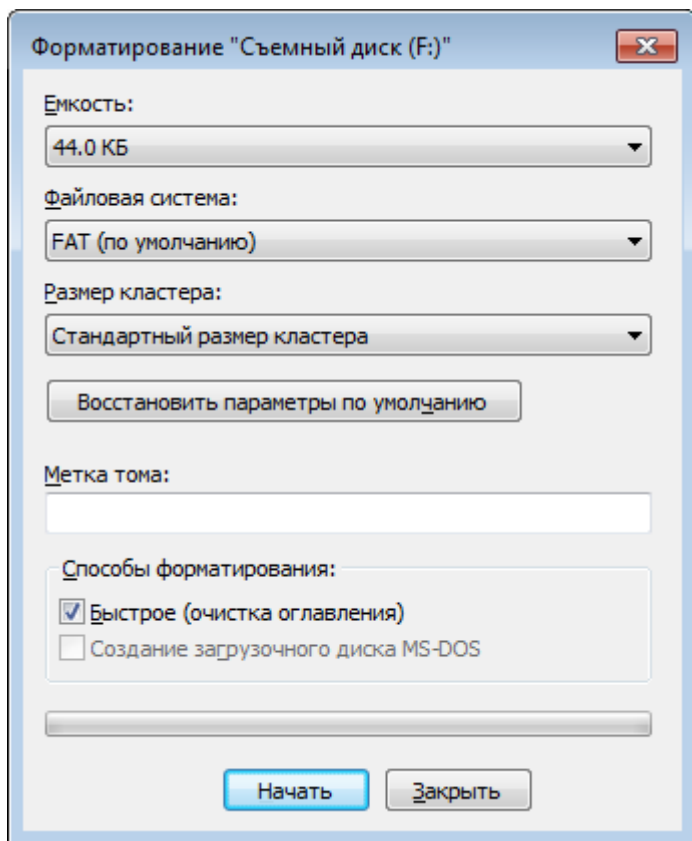 Форматирование "Съемный диск (F:)"
Емкость:
44.0 КБ
Файловая система:
FAT (по умолчанию)
Размер кластера:
Стандартный размер кластера
Восстановить параметры по умолчанию
Метка тома:
Способы форматирования:
Быстрое (очистка оглавления)
Создание загрузочного диска MS-DOS
Начать
Закрыть